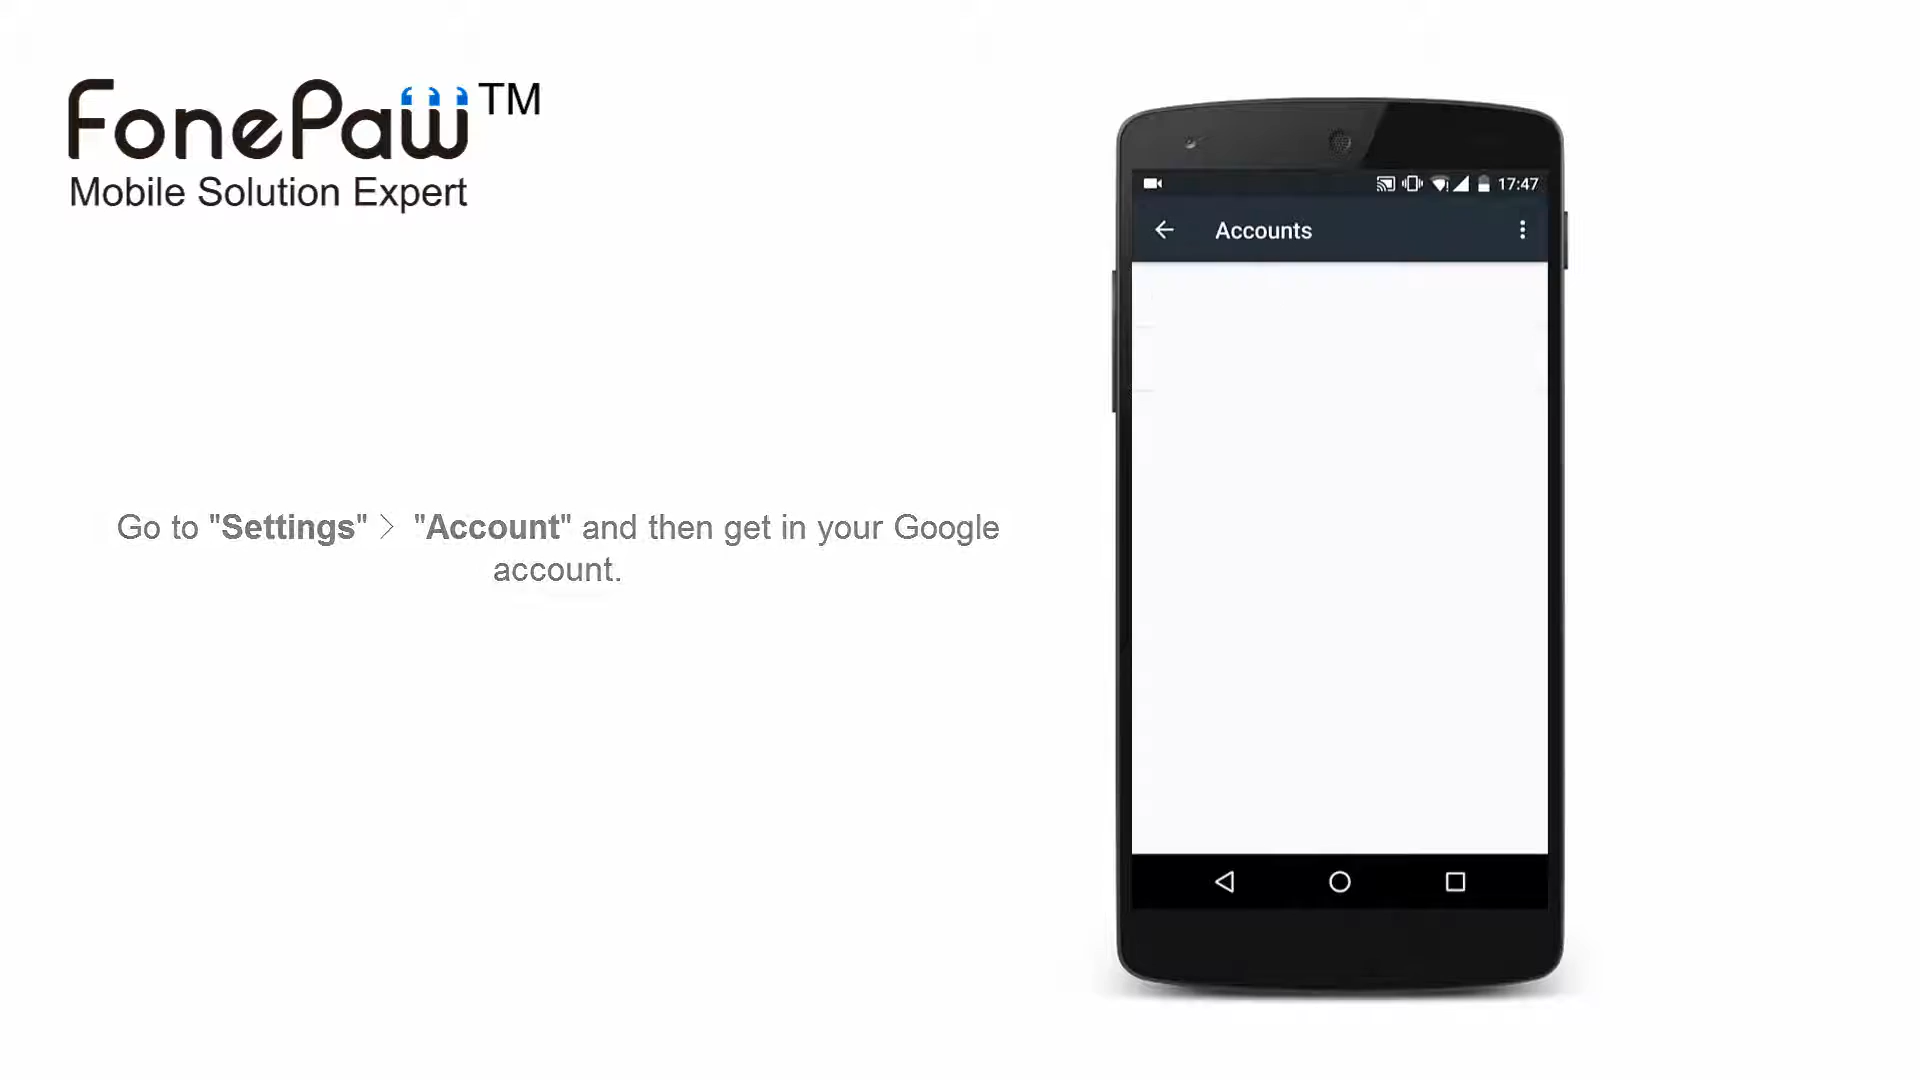 FonePaw™
Mobile Solution Expert
17:47
Accounts
Go to "Settings" > "Account" and then get in your Google
account.